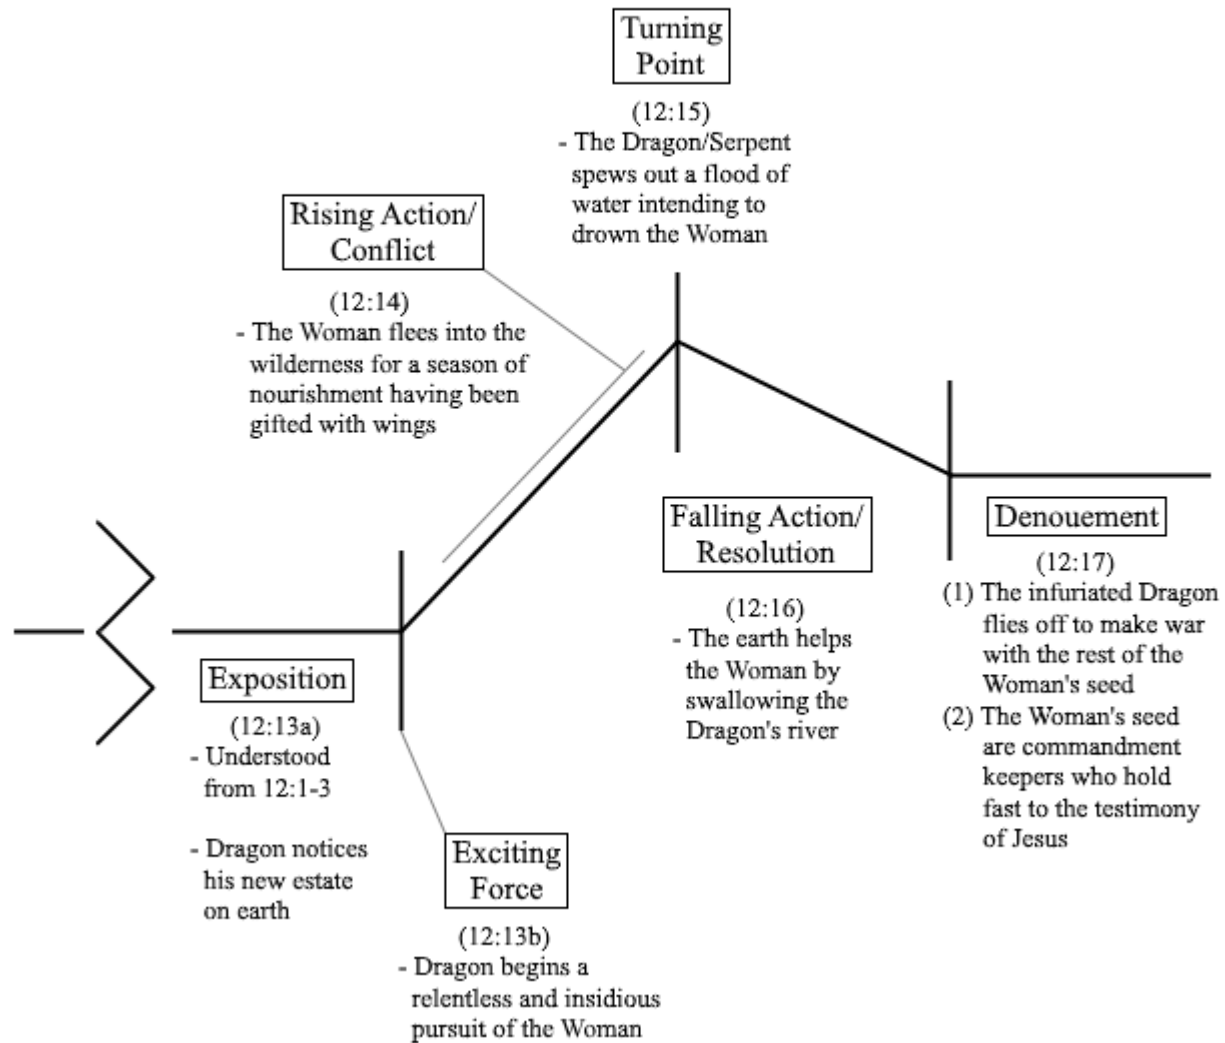 Turning
Point
(12:15)
- The Dragon/Serpent
spews out a flood of
water intending to
drown the Woman
Rising Action/
Conflict
(12:14)
- The Woman flees into the
wilderness for a season of
nourishment having been
gifted with wings
Falling Action/
Resolution
(12:16)
- The earth helps
the Woman by
swallowing the
Dragon's river
Denouement
(12:17)
(1) The infuriated Dragon
flies off to make war
with the rest of the
Woman's seed
(2) The Woman's seed
are commandment
keepers who hold
fast to the testimony
of Jesus
Exposition
(12:13a)
- Understood
from 12:1-3
- Dragon notices
his new estate
on earth
Exciting
Force
(12:13b)
- Dragon begins a
relentless and insidious
pursuit of the Woman